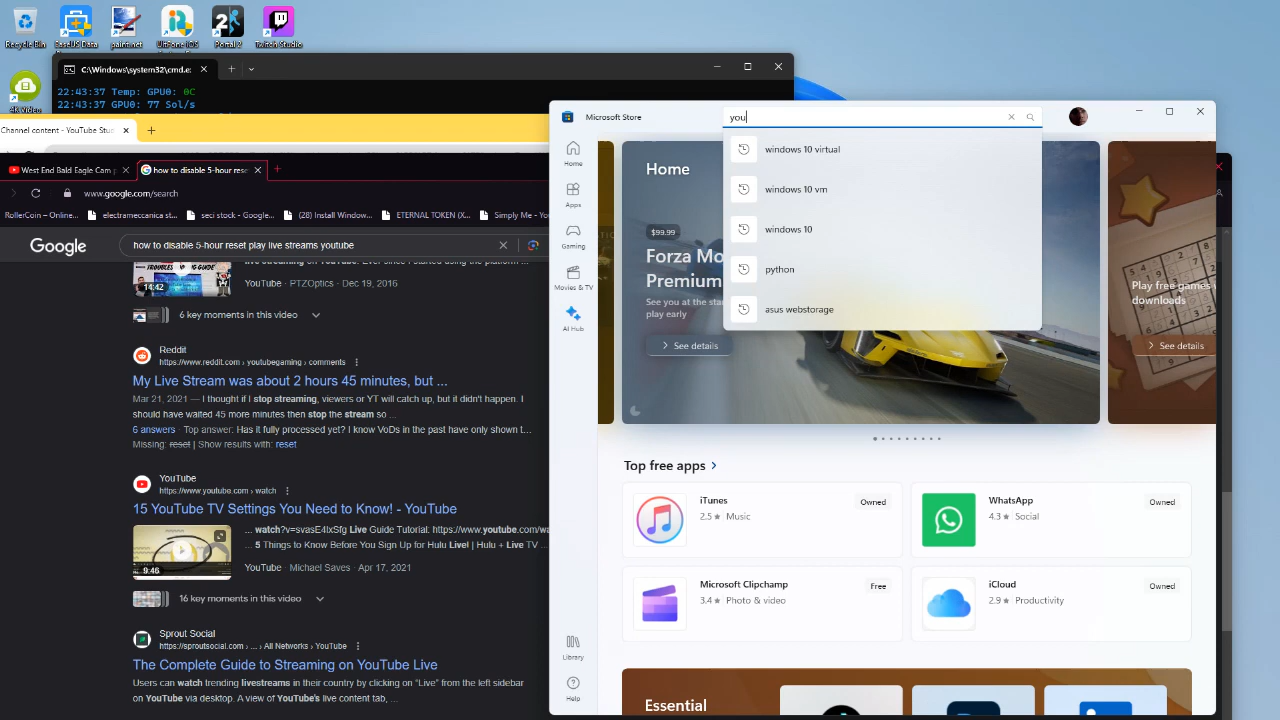 Recycle Bin
EaseUS Data
paint.net
WitPone iOS
Portal 2
Twitch Studio
4K Video
C:\Windows\system32\cmd.e:
22:43:37 Temp: GPU0: 0C
22:43:37 GPU0: 77 Sol/s
Channel content - YouTube Stu
West End Bald Eagle Cam
how to disable 5-hour rese
www.google.com/search
RollerCoin – Online...
electrameccanica st...
seci stock - Google...
(28) Install Window...
ETERNAL TOKEN (X...
Simply Me - You
Google
how to disable 5-hour reset play live streams youtube
14:42
YouTube · PTZOptics · Dec 19, 2016
6 key moments in this video
Reddit
https://www.reddit.com › youtubegaming › comments
My Live Stream was about 2 hours 45 minutes, but ...
Mar 21, 2021 — I thought if I stop streaming, viewers or YT will catch up, but it didn't happen. I
should have waited 45 more minutes then stop the stream so ...
6 answers · Top answer: Has it fully processed yet? I know VoDs in the past have only shown t...
Missing: reset | Show results with: reset
YouTube
https://www.youtube.com › watch
15 YouTube TV Settings You Need to Know! - YouTube
... watch?v=svasE4IxSfg Live Guide Tutorial: https://www.youtube.com/wa
... 5 Things to Know Before You Sign up for Hulu Live! | Hulu + Live TV ...
9:46
YouTube · Michael Saves · Apr 17, 2021
16 key moments in this video
Sprout Social
https://sproutsocial.com › ... › All Networks › YouTube
The Complete Guide to Streaming on YouTube Live
Users can watch trending livestreams in their country by clicking on “Live” from the left sidebar
on YouTube via desktop. A view of YouTube's live content tab, ...
Microsoft Store
you
windows 10 virtual
windows 10 vm
windows 10
python
asus webstorage
Home
Apps
Gaming
Movies & TV
AI Hub
Library
Help
Home
$99.99
Forza Mo
Premium
See you at the sta
play early
See details
Play free games w
downloads
See details
Top free apps
iTunes
Owned
2.5★ Music
WhatsApp
Owned
4.3★ Social
Microsoft Clipchamp
Free
3.4★ Photo & video
iCloud
Owned
2.9★ Productivity
Essential